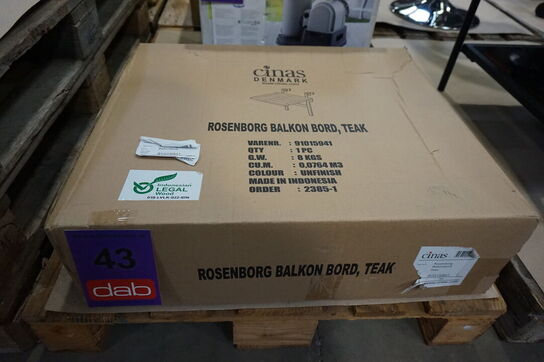 cinas
DENMARK
ROSENBORG BALKON BORD, TEAK
VARENR. : 91015941
QTY : 1 PC
G.W. : 8 KGS
CU.M. : 0,0764 M3
COLOUR : UNFINISH
MADE IN INDONESIA
ORDER : 2385-1
Indonesian
LEGAL
Wood
43
dab
ROSENBORG BALKON BORD, TEAK
cinas